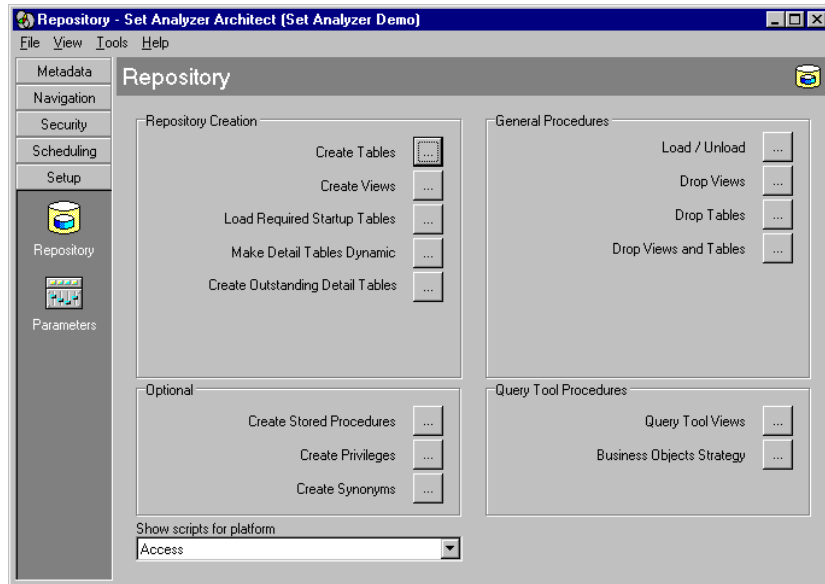 Repository - Set Analyzer Architect (Set Analyzer Demo)
File View Tools Help
Metadata
Navigation
Security
Scheduling
Setup
Repository
Parameters
Repository
Repository Creation
Create Tables ...
Create Views ...
Load Required Startup Tables ...
Make Detail Tables Dynamic ...
Create Outstanding Detail Tables ...
General Procedures
Load / Unload ...
Drop Views ...
Drop Tables ...
Drop Views and Tables ...
Optional
Create Stored Procedures ...
Create Privileges ...
Create Synonyms ...
Query Tool Procedures
Query Tool Views ...
Business Objects Strategy ...
Show scripts for platform
Access